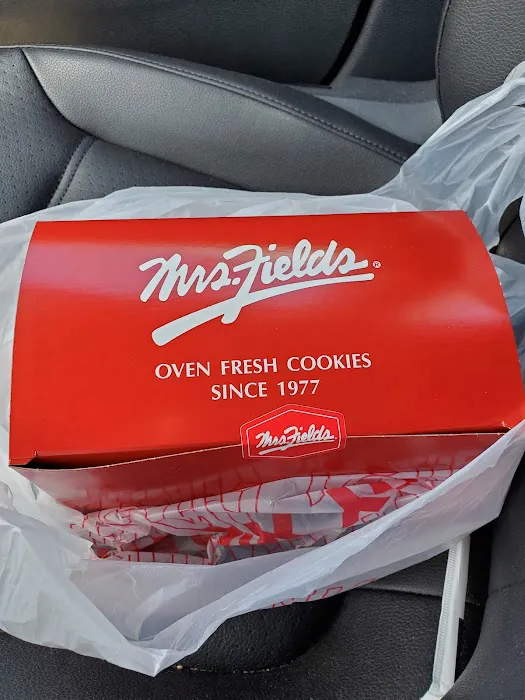 Mrs. Fields®
OVEN FRESH COOKIES
SINCE 1977
Mrs Fields